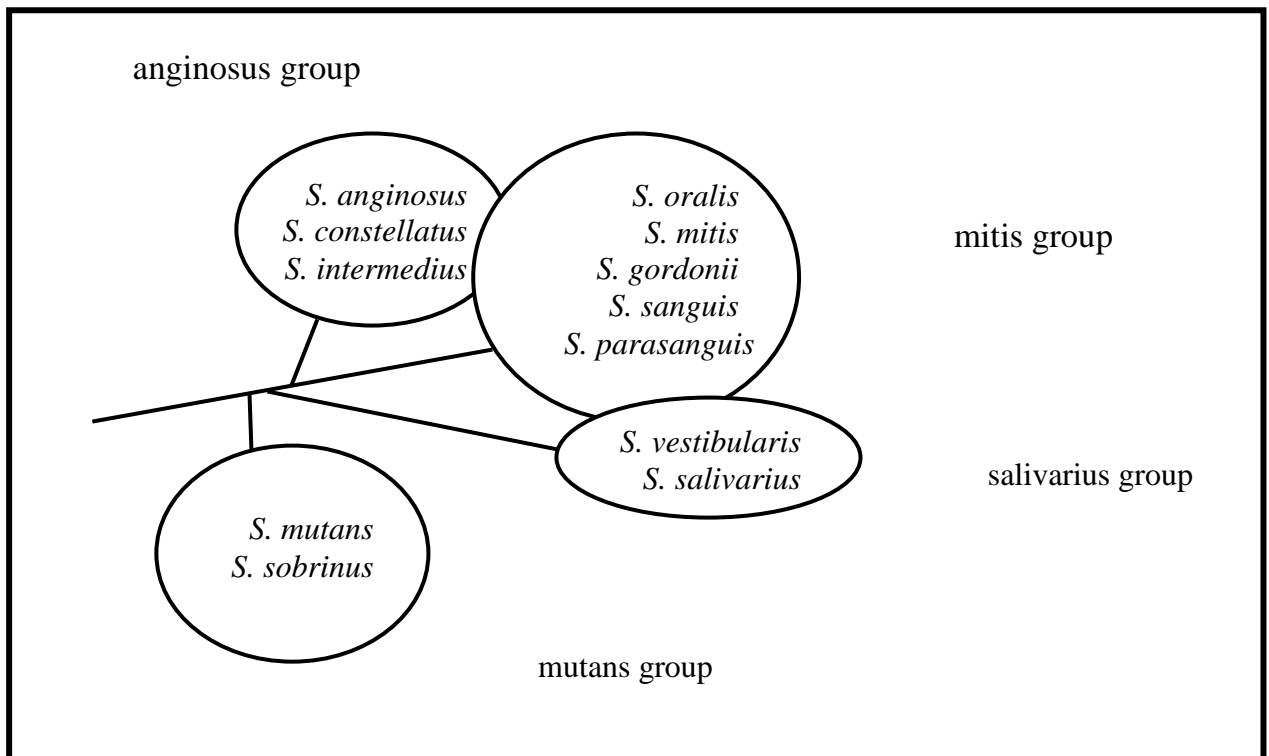 anginosus group
S. anginosus
S. constellatus
S. intermedius
S. oralis
S. mitis
S. gordonii
S. sanguis
S. parasanguis
mitis group
S. vestibularis
S. salivarius
salivarius group
S. mutans
S. sobrinus
mutans group